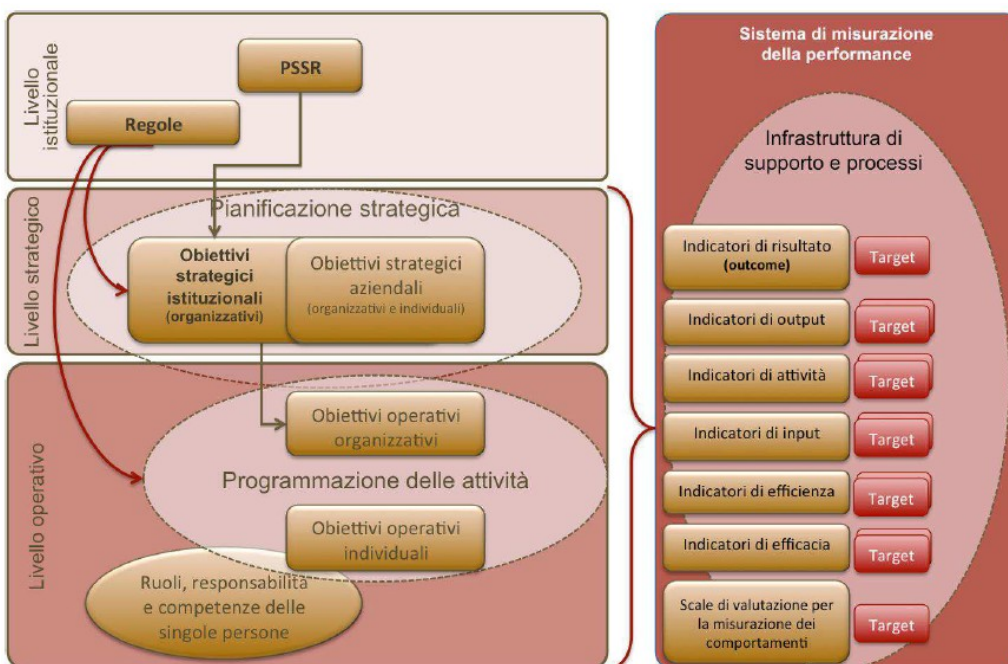 Livello
istituzionale
PSSR
Regole
Livello strategico
Pianificazione strategica
Obiettivi
strategici
istituzionali
(organizzativi)
Obiettivi strategici
aziendali
(organizzativi e individuali)
Livello operativo
Obiettivi operativi
organizzativi
Programmazione delle attività
Obiettivi operativi
individuali
Ruoli, responsabilità
e competenze delle
singole persone
Sistema di misurazione
della performance
Infrastruttura di
supporto e processi
Indicatori di risultato
(outcome)
Target
Indicatori di output
Target
Indicatori di attività
Target
Indicatori di input
Target
Indicatori di efficienza
Target
Indicatori di efficacia
Target
Scale di valutazione per
la misurazione dei
comportamenti
Target